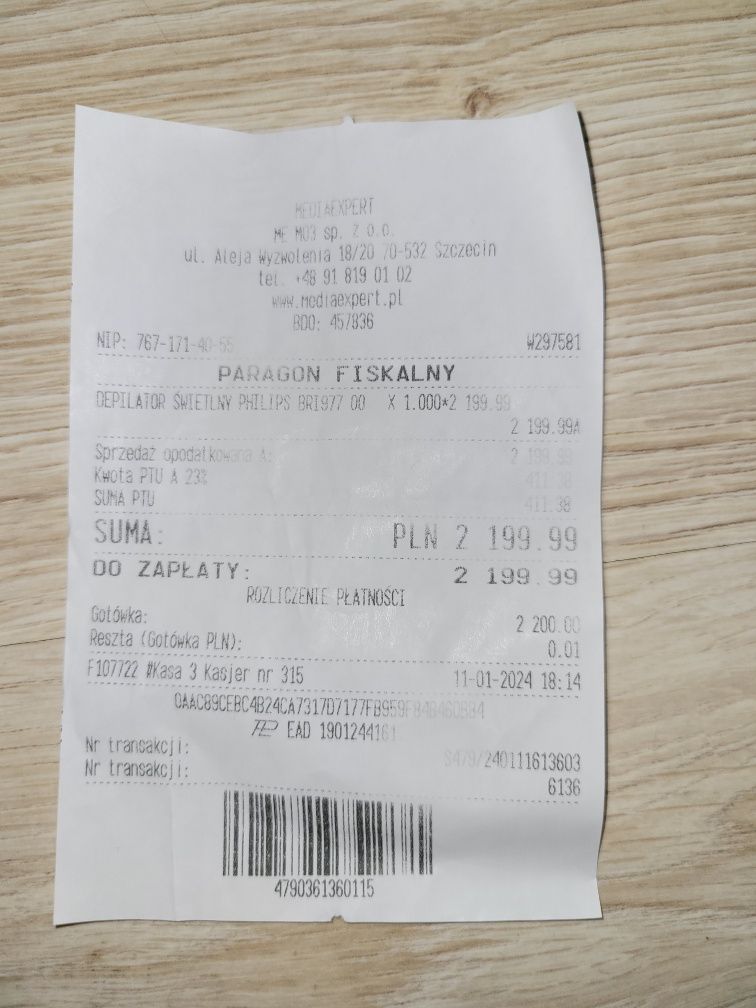 MEDIAEXPERT
ME M03 sp. z o.o.
ul. Aleja Wyzwolenia 18/20 70-532 Szczecin
tel. +48 91 819 01 02
www.mediaexpert.pl
BDO: 457836
NIP: 767-171-40-55 W297581
PARAGON FISKALNY
DEPILATOR ŚWIETLNY PHILIPS BRI977 00 X 1.000*2 199.99
2 199.99A
Sprzedaż opodatkowana A: 2 199.99
Kwota PTU A 23% 411.38
SUMA PTU 411.38
SUMA: PLN 2 199.99
DO ZAPŁATY: 2 199.99
ROZLICZENIE PŁATNOŚCI
Gotówka: 2 200.00
Reszta (Gotówka PLN): 0.01
F107722 #Kasa 3 Kasjer nr 315 11-01-2024 18:14
EAD
Nr transakcji: S479/240111613603
Nr transakcji: 6136
4790361360115